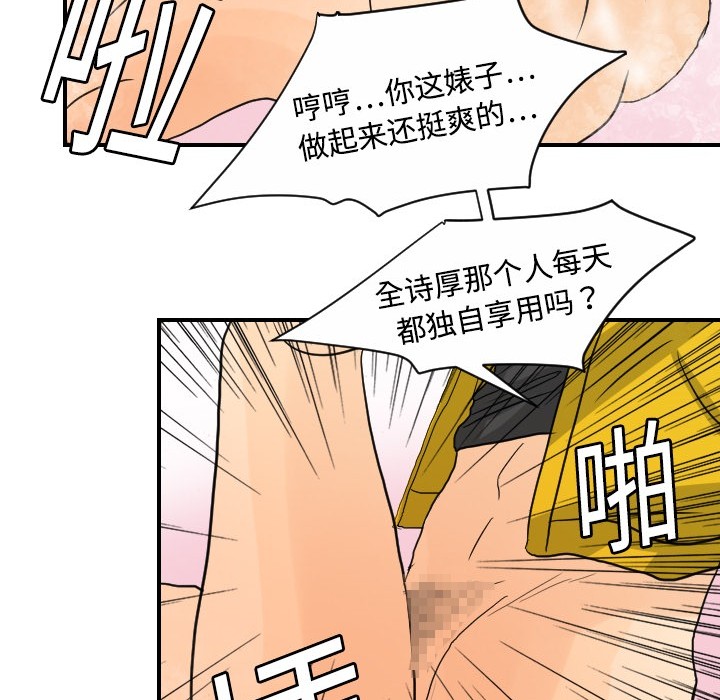 啪
哼哼…你这婊子…
做起来还挺爽的…
全诗厚那个人每天
都独自享用吗？
啪